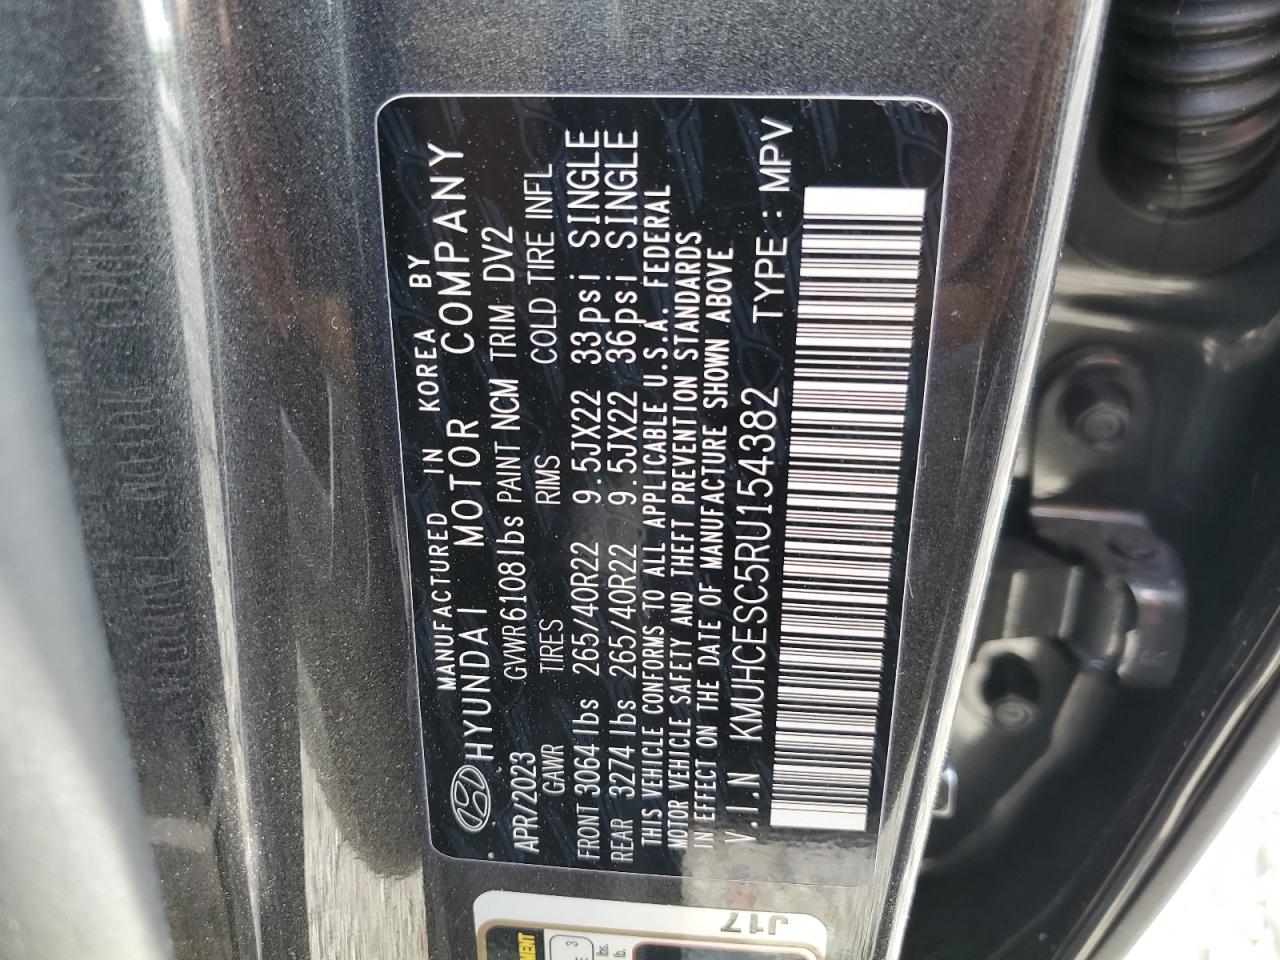 MANUFACTURED IN KOREA BY
HYUNDAI MOTOR COMPANY
APR/2023 GVWR 6108lbs PAINT NCM TRIM DV2
GAWR TIRES RIMS COLD TIRE INFL
FRONT 3064lbs 265/40R22 9.5JX22 33psi SINGLE
REAR 3274lbs 265/40R22 9.5JX22 36psi SINGLE
THIS VEHICLE CONFORMS TO ALL APPLICABLE U.S.A. FEDERAL
MOTOR VEHICLE SAFETY AND THEFT PREVENTION STANDARDS
IN EFFECT ON THE DATE OF MANUFACTURE SHOWN ABOVE
V.I.N KMUHCESC5RU154382 TYPE : MPV
J17
3
lbs.
lb.